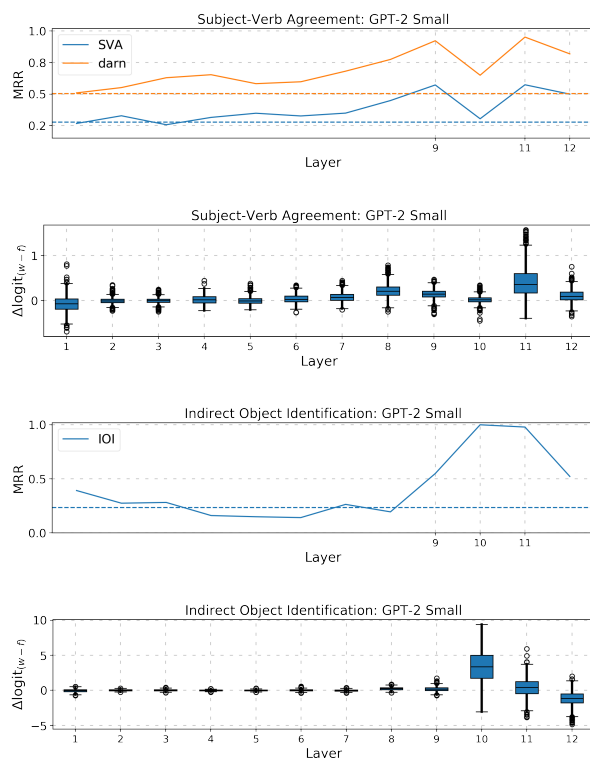 Subject-Verb Agreement: GPT-2 Small
1.0
0.8
0.5
0.2
MRR
SVA
darn
9 11 12
Layer
Subject-Verb Agreement: GPT-2 Small
1
0
Δlogit(w − f)
1 2 3 4 5 6 7 8 9 10 11 12
Layer
Indirect Object Identification: GPT-2 Small
1.0
0.5
0.0
MRR
IOI
9 10 11
Layer
Indirect Object Identification: GPT-2 Small
10
5
0
−5
Δlogit(w − f)
1 2 3 4 5 6 7 8 9 10 11 12
Layer